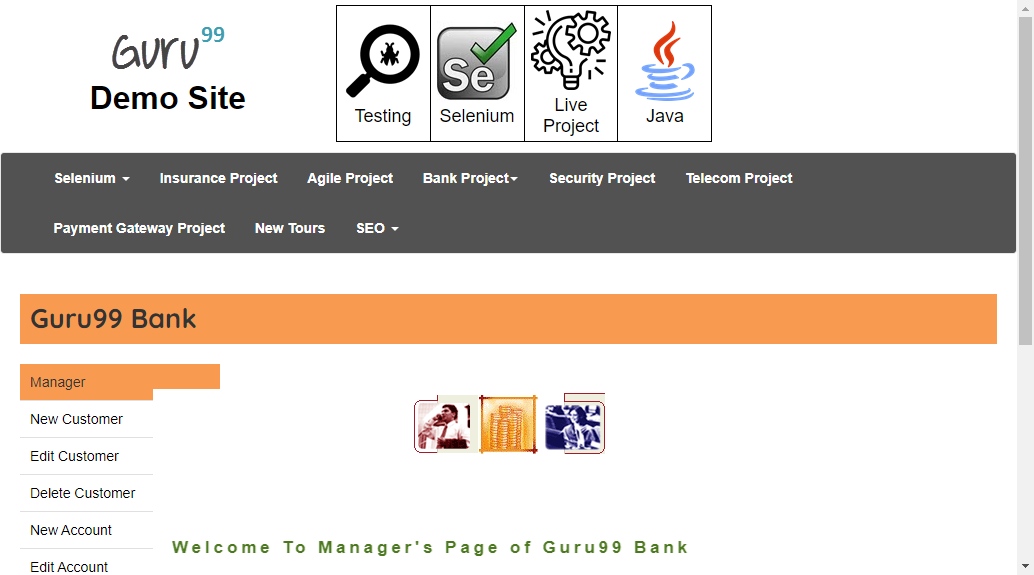 Guru99
Demo Site
Se
Testing
Selenium
Live
Project
Java
Selenium
Insurance Project
Agile Project
Bank Project
Security Project
Telecom Project
Payment Gateway Project
New Tours
SEO
Guru99 Bank
Manager
New Customer
Edit Customer
Delete Customer
New Account
Edit Account
Welcome To Manager's Page of Guru99 Bank